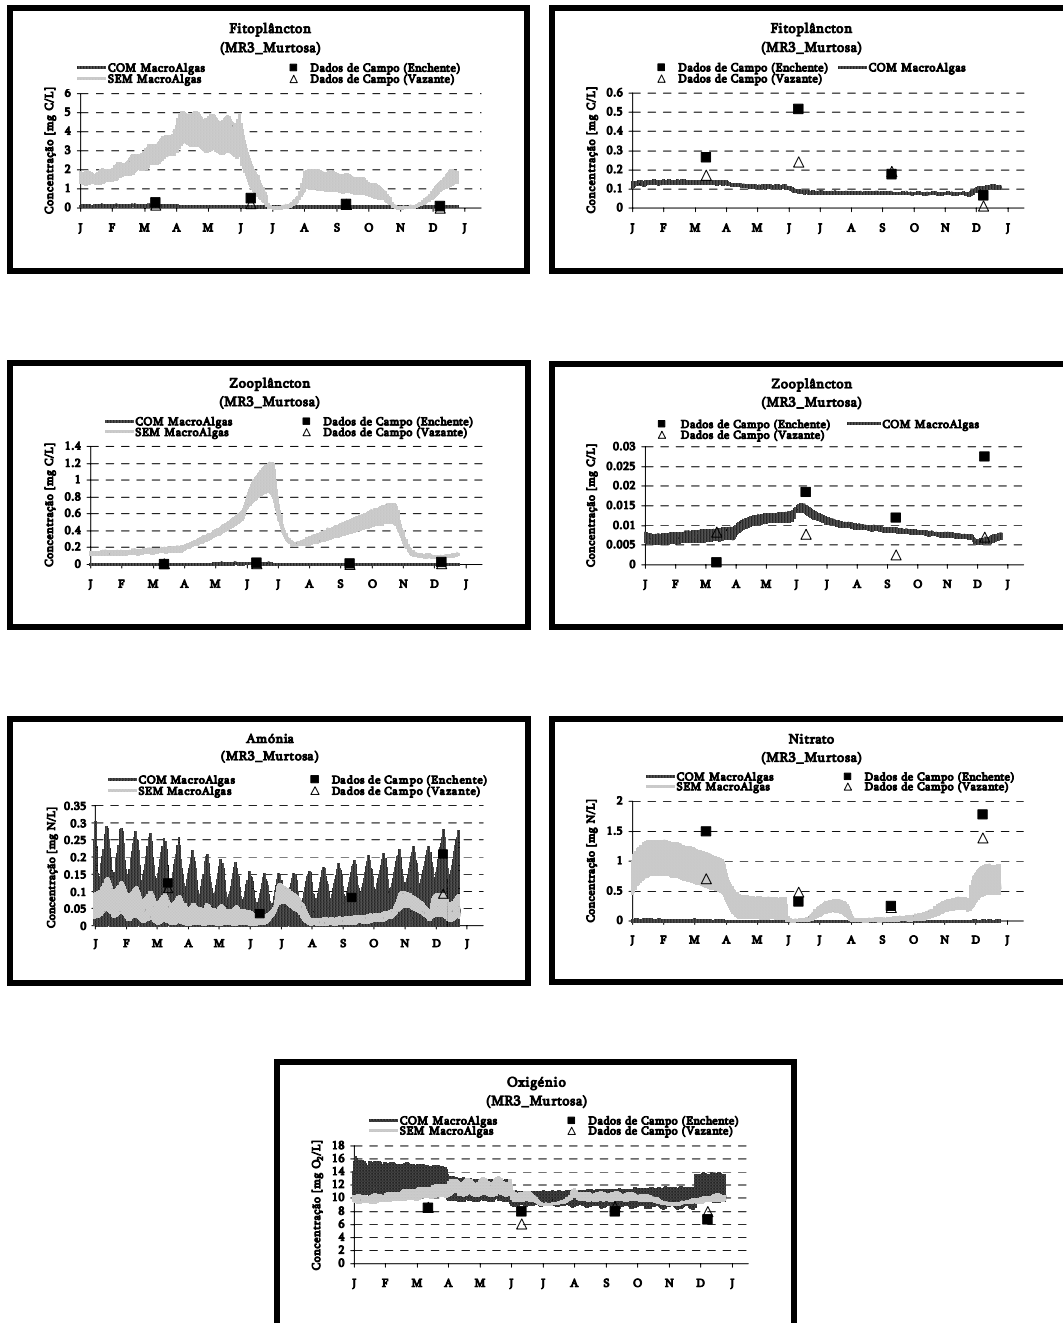 Fitoplâncton
(MR3_Murtosa)
COM MacroAlgas
Dados de Campo (Enchente)
SEM MacroAlgas
Dados de Campo (Vazante)
Concentração [mg C/L]
6
5
4
3
2
1
0
J F M A M J J A S O N D J
Fitoplâncton
(MR3_Murtosa)
Dados de Campo (Enchente)
COM MacroAlgas
Dados de Campo (Vazante)
Concentração [mg C/L]
0.6
0.5
0.4
0.3
0.2
0.1
0
J F M A M J J A S O N D J
Zooplâncton
(MR3_Murtosa)
COM MacroAlgas
Dados de Campo (Enchente)
SEM MacroAlgas
Dados de Campo (Vazante)
Concentração [mg C/L]
1.4
1.2
1
0.8
0.6
0.4
0.2
0
J F M A M J J A S O N D J
Zooplâncton
(MR3_Murtosa)
Dados de Campo (Enchente)
COM MacroAlgas
Dados de Campo (Vazante)
Concentração [mg C/L]
0.03
0.025
0.02
0.015
0.01
0.005
0
J F M A M J J A S O N D J
Amónia
(MR3_Murtosa)
COM MacroAlgas
Dados de Campo (Enchente)
SEM MacroAlgas
Dados de Campo (Vazante)
Concentração [mg N/L]
0.35
0.3
0.25
0.2
0.15
0.1
0.05
0
J F M A M J J A S O N D J
Nitrato
(MR3_Murtosa)
COM MacroAlgas
Dados de Campo (Enchente)
SEM MacroAlgas
Dados de Campo (Vazante)
Concentração [mg N/L]
2
1.5
1
0.5
0
J F M A M J J A S O N D J
Oxigénio
(MR3_Murtosa)
COM MacroAlgas
Dados de Campo (Enchente)
SEM MacroAlgas
Dados de Campo (Vazante)
Concentração [mg O₂/L]
18
16
14
12
10
8
6
4
2
0
J F M A M J J A S O N D J